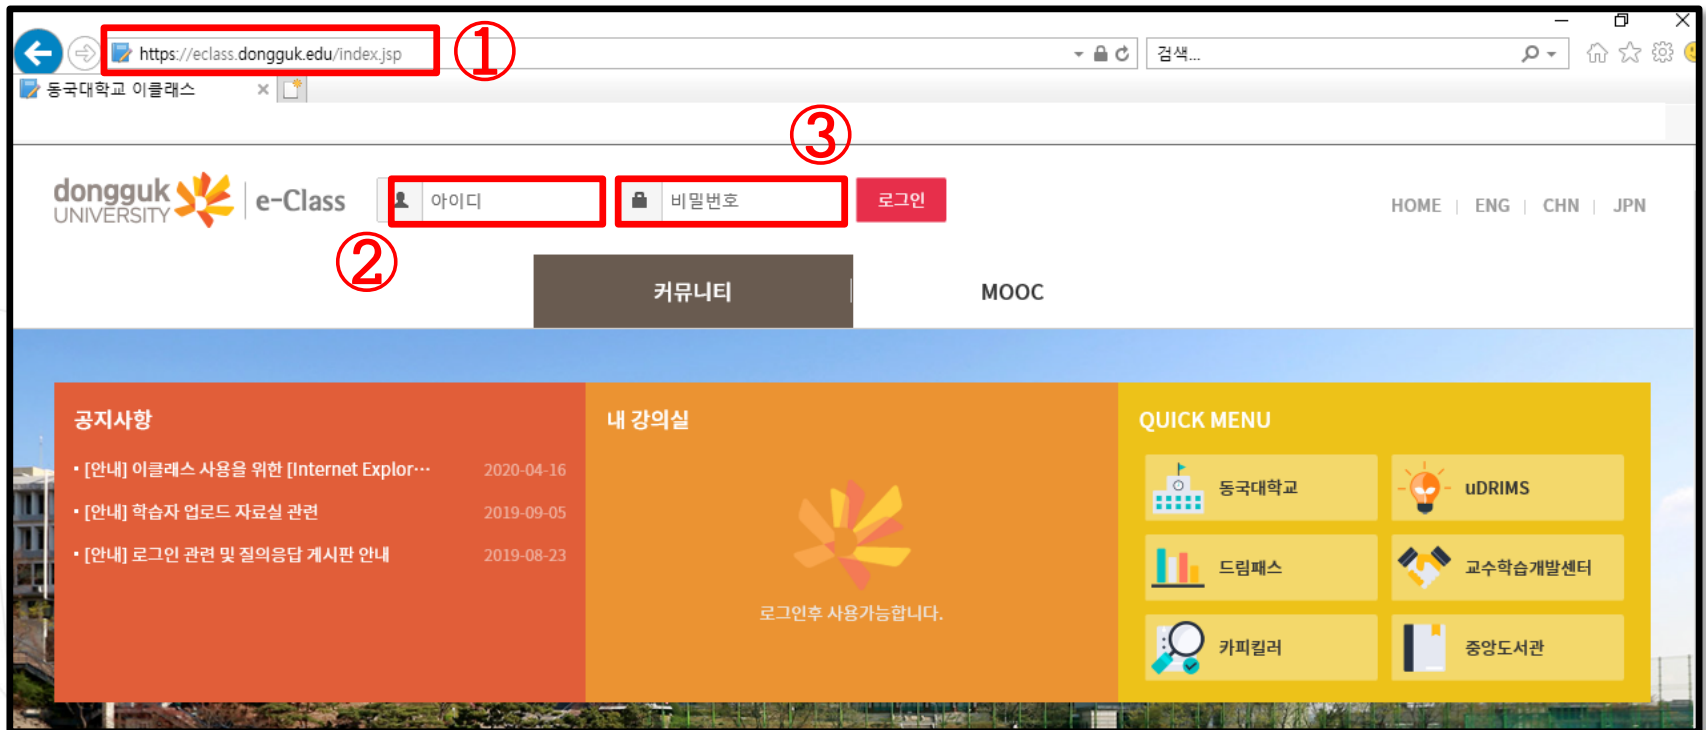 https://eclass.dongguk.edu/index.jsp
①
검색...
동국대학교 이클래스
③
dongguk
UNIVERSITY
e-Class
아이디
비밀번호
로그인
HOME | ENG | CHN | JPN
②
커뮤니티
MOOC
공지사항
[안내] 이클래스 사용을 위한 [Internet Explor… 2020-04-16
[안내] 학습자 업로드 자료실 관련 2019-09-05
[안내] 로그인 관련 및 질의응답 게시판 안내 2019-08-23
내 강의실
로그인후 사용가능합니다.
QUICK MENU
동국대학교
uDRIMS
드림패스
교수학습개발센터
카피킬러
중앙도서관